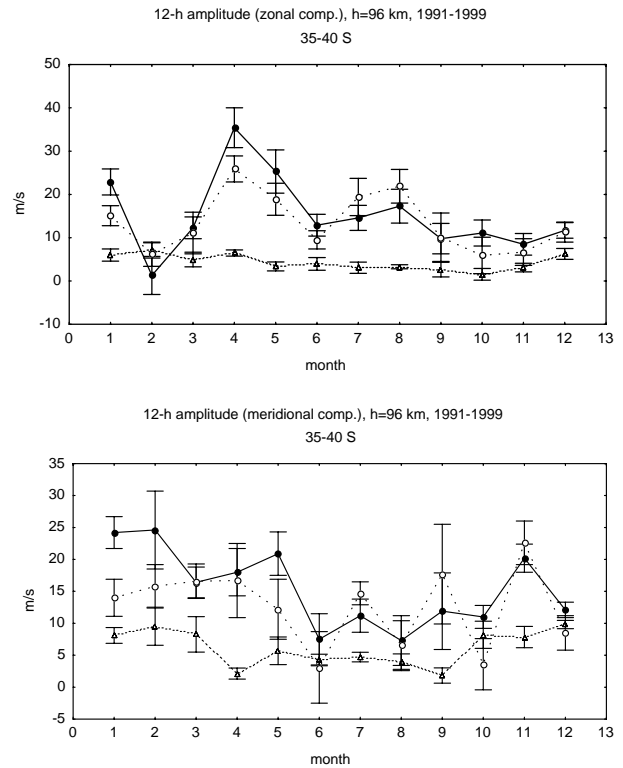 12-h amplitude (zonal comp.), h=96 km, 1991-1999
35-40 S
m/s
50
40
30
20
10
0
-10
0 1 2 3 4 5 6 7 8 9 10 11 12 13
month
12-h amplitude (meridional comp.), h=96 km, 1991-1999
35-40 S
m/s
35
30
25
20
15
10
5
0
-5
0 1 2 3 4 5 6 7 8 9 10 11 12 13
month